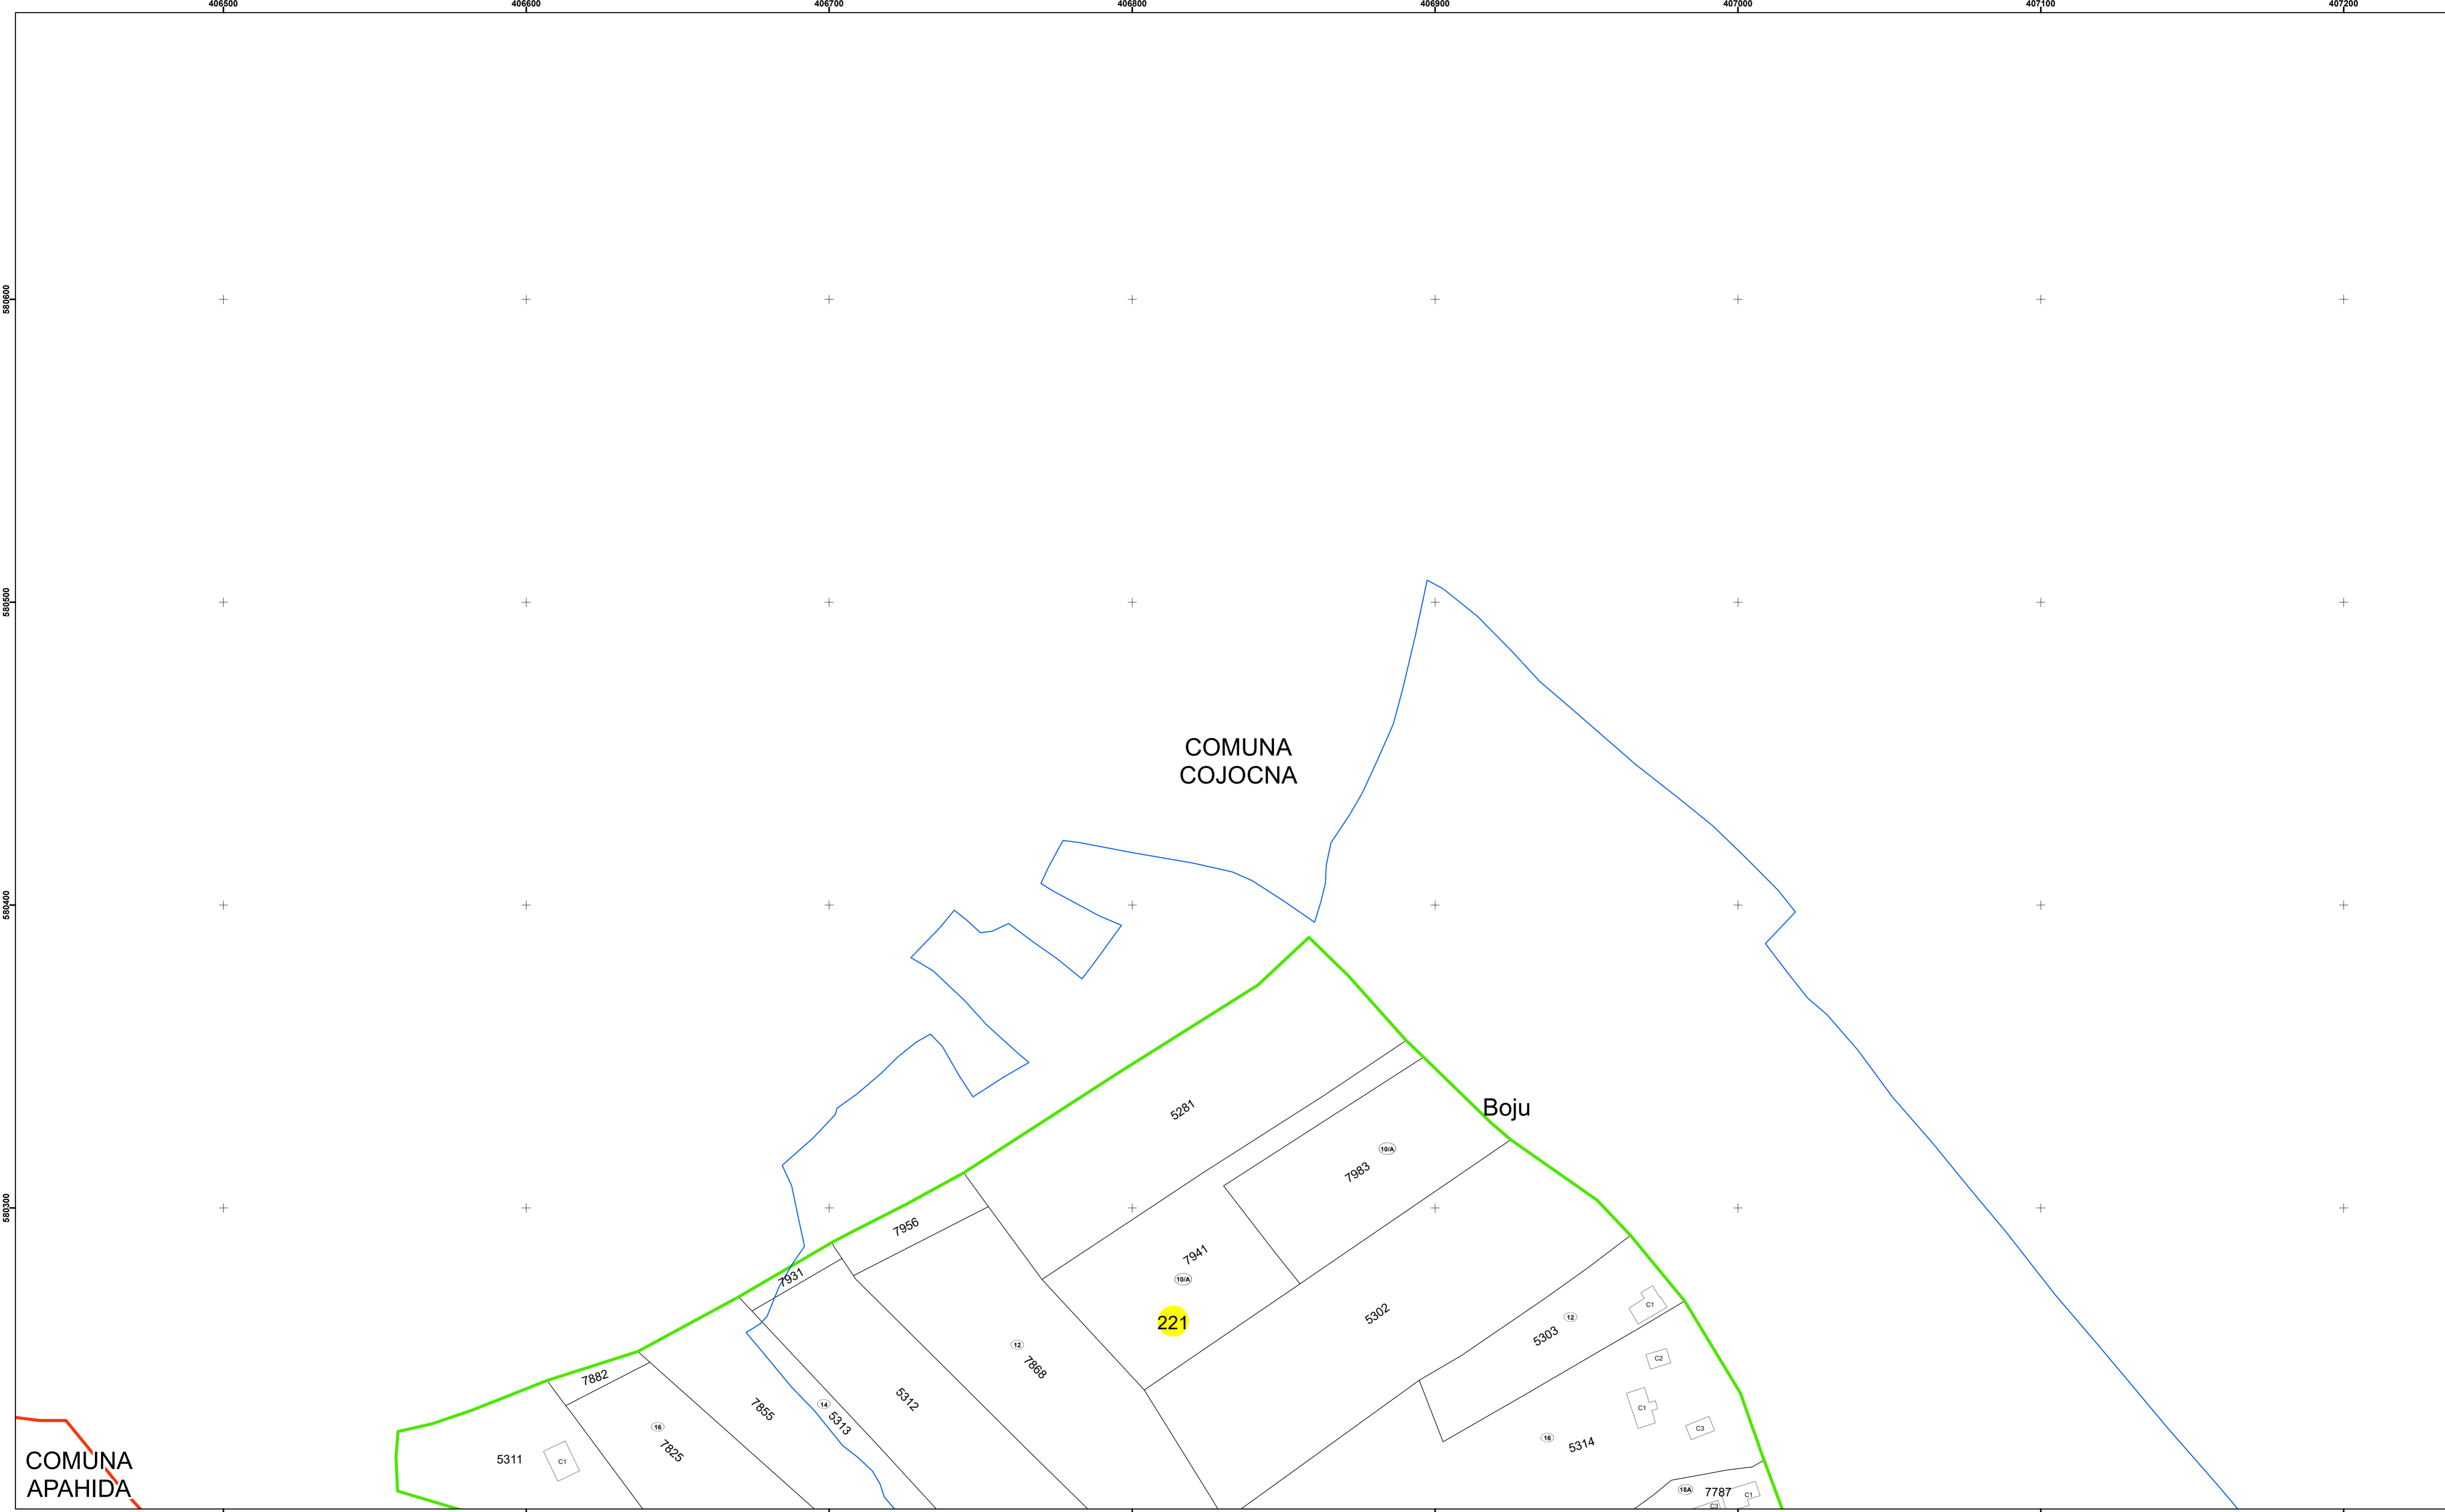 406500 406600 406700 406800 406900 407000 407100 407200
580600
580500
COMUNA
COJOCNA
580400
Boju
5281
10/A
7983
580300
7956
7941
10/A
7931
221
5302
C1
12
5303
12
7868
C2
7882
5312
7855
14
5313
C1
16
7825
C3
16
5314
5311
C1
COMUNA
APAHIDA
18A
7787
C1
C3